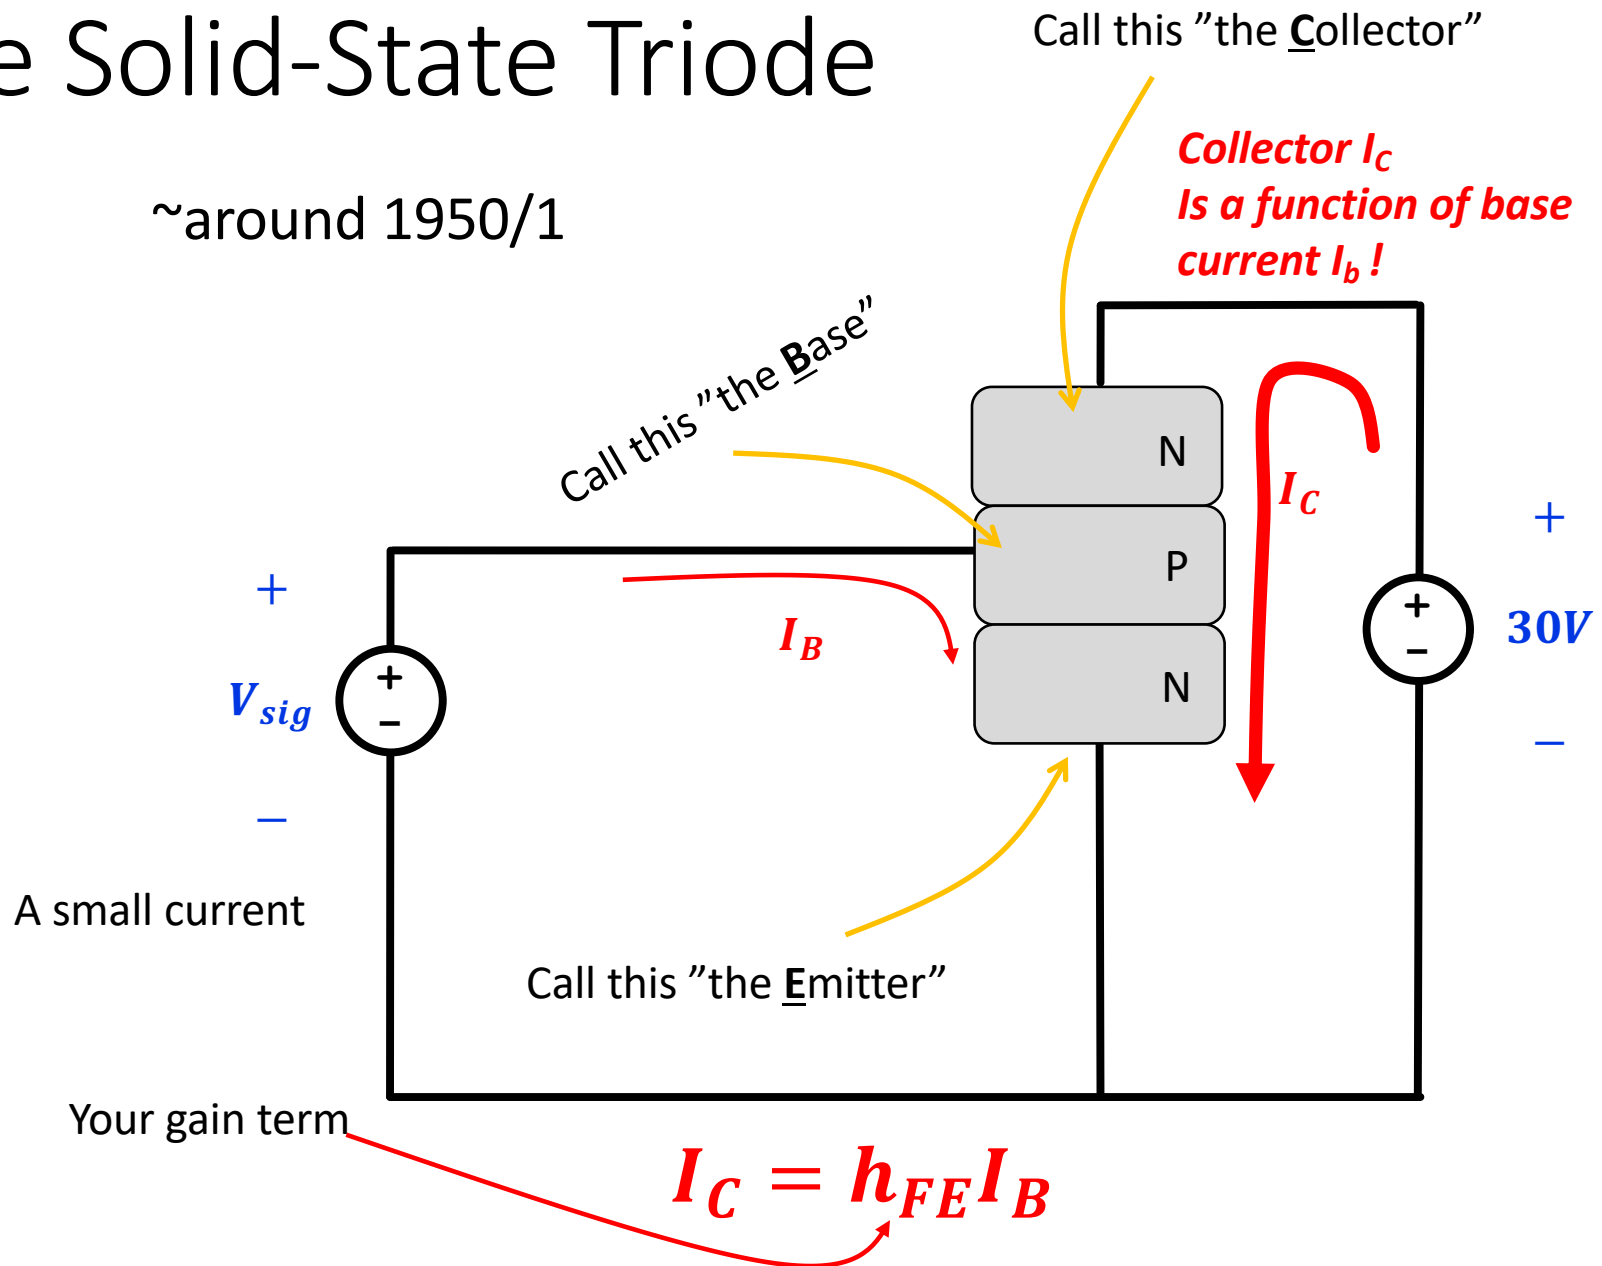 e Solid-State Triode
Call this ”the Collector”
~around 1950/1
Collector I_C
Is a function of base
current I_b !
Call this ”the Base”
N
I_C
P
I_B
N
+
+
−
V_sig
−
+
+
−
30V
−
A small current
Call this ”the Emitter”
Your gain term
I_C = h_FE I_B